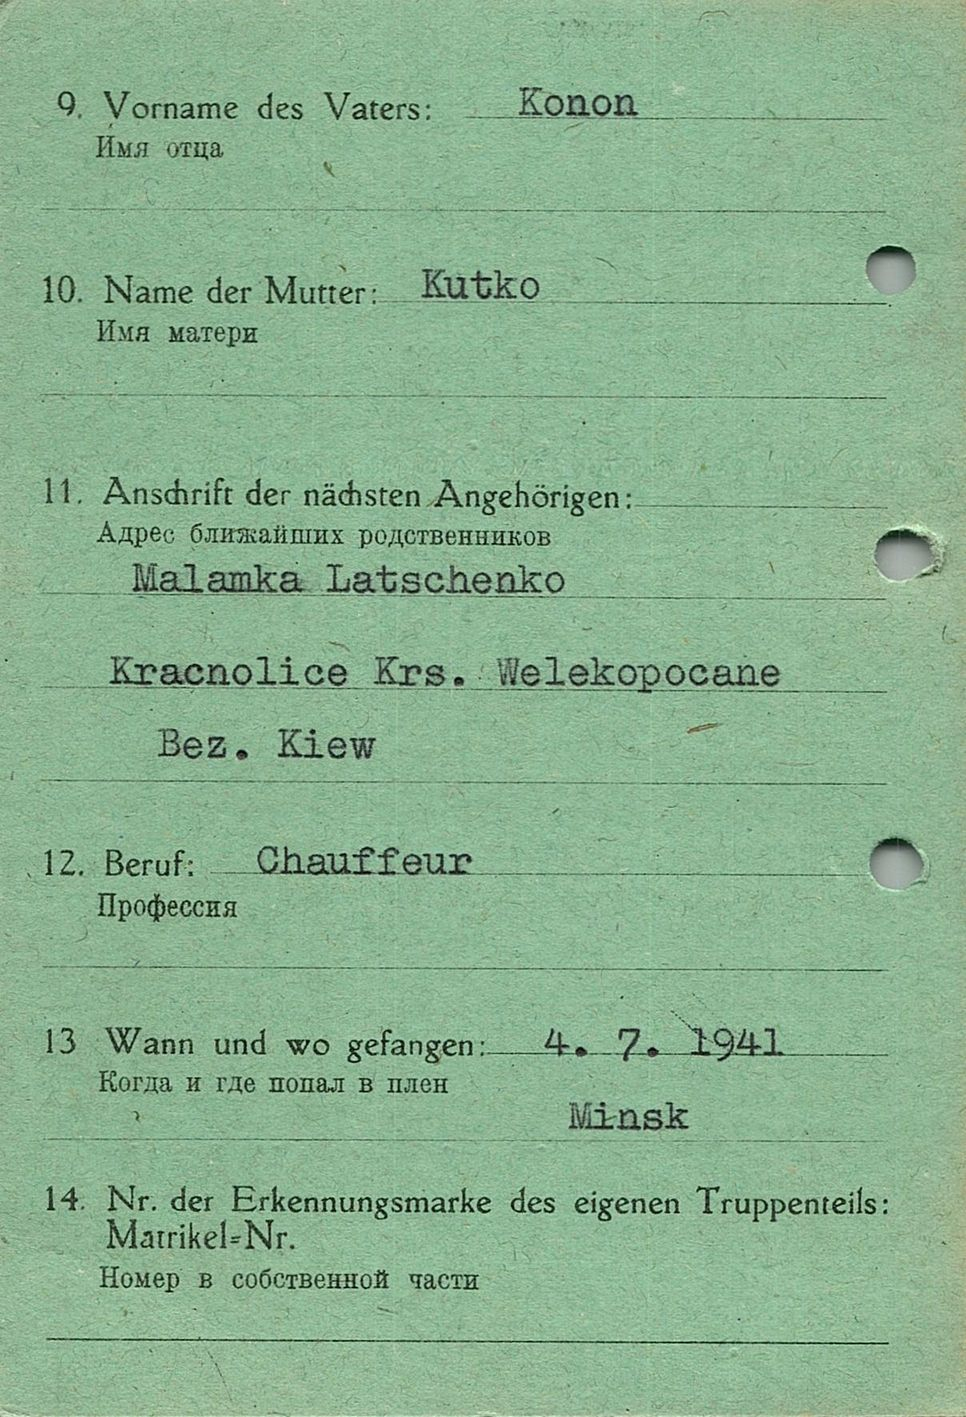 9. Vorname des Vaters: Konon
Имя отца
10. Name der Mutter: Kutko
Имя матери
11. Anschrift der nächsten Angehörigen:
Адрес ближайших родственников
Malamka Latschenko
Kracnolice Krs. Welekopocane
Bez. Kiew
12. Beruf: Chauffeur
Профессия
13 Wann und wo gefangen: 4. 7. 1941
Когда и где попал в плен
Minsk
14. Nr. der Erkennungsmarke des eigenen Truppenteils:
Matrikel-Nr.
Номер в собственной части